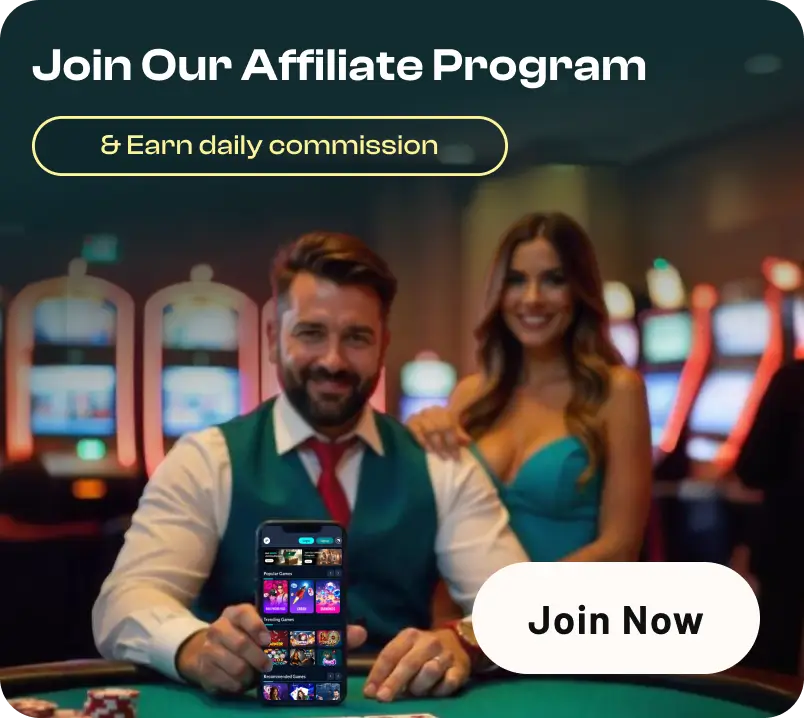 Join Our Affiliate Program
& Earn daily commission
Popular Games
Trending Games
Recommended Games
Join Now